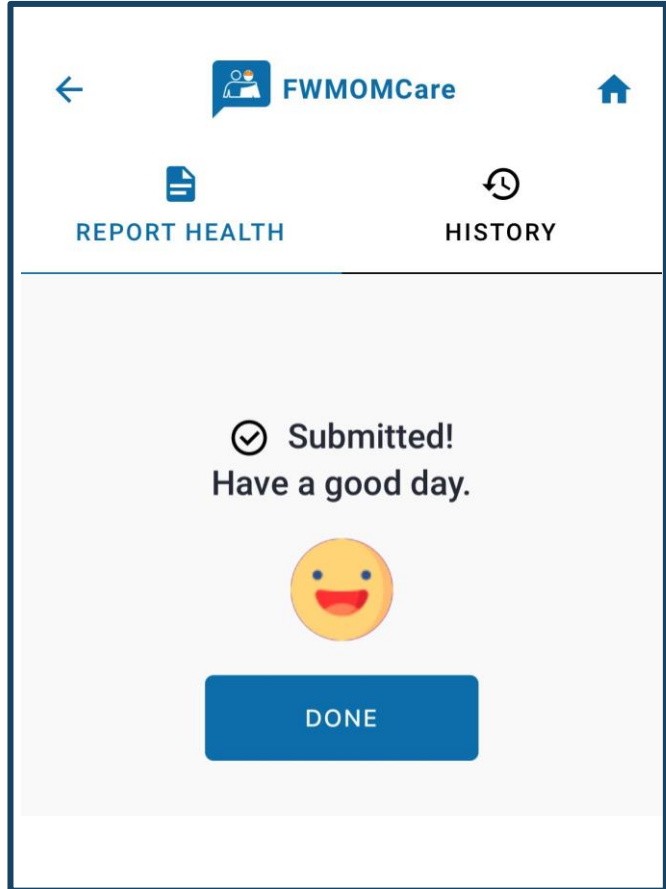 FWMOMCare
REPORT HEALTH
HISTORY
Submitted!
Have a good day.
DONE